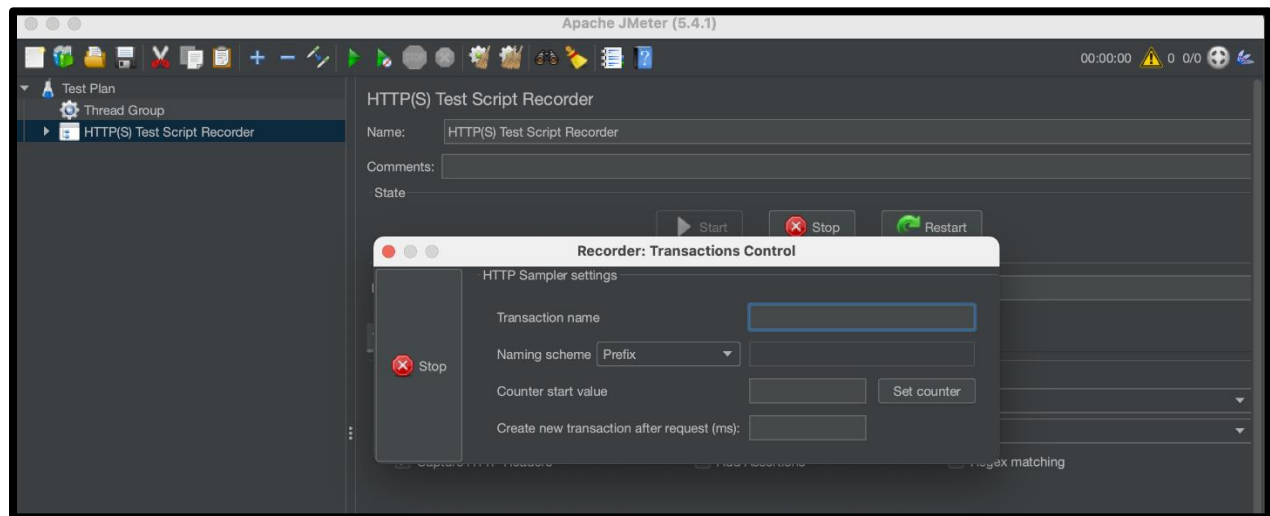 Apache JMeter (5.4.1)
00:00:00 0 0/0
Test Plan
Thread Group
HTTP(S) Test Script Recorder
HTTP(S) Test Script Recorder
Name: HTTP(S) Test Script Recorder
Comments:
State
Start Stop Restart
Recorder: Transactions Control
HTTP Sampler settings
Transaction name
Naming scheme Prefix
Stop
Counter start value Set counter
Create new transaction after request (ms):
Regex matching